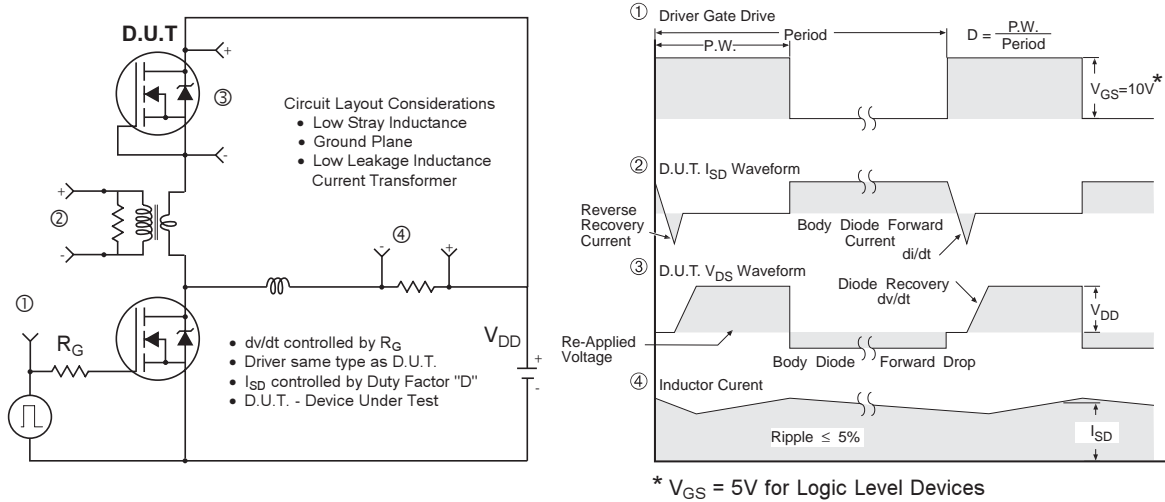 D.U.T
+
③
-
Circuit Layout Considerations
• Low Stray Inductance
• Ground Plane
• Low Leakage Inductance
Current Transformer
+
②
-
④
- +
①
R_G
• dv/dt controlled by R_G
• Driver same type as D.U.T.
• I_SD controlled by Duty Factor "D"
• D.U.T. - Device Under Test
V_DD
+
-
① Driver Gate Drive
P.W.
Period
D = P.W.
Period
V_GS=10V *
② D.U.T. I_SD Waveform
Reverse
Recovery
Current
Body Diode Forward
Current
di/dt
③ D.U.T. V_DS Waveform
Diode Recovery
dv/dt
V_DD
Re-Applied
Voltage
Body Diode Forward Drop
④ Inductor Curent
Ripple ≤ 5%
I_SD
* V_GS = 5V for Logic Level Devices